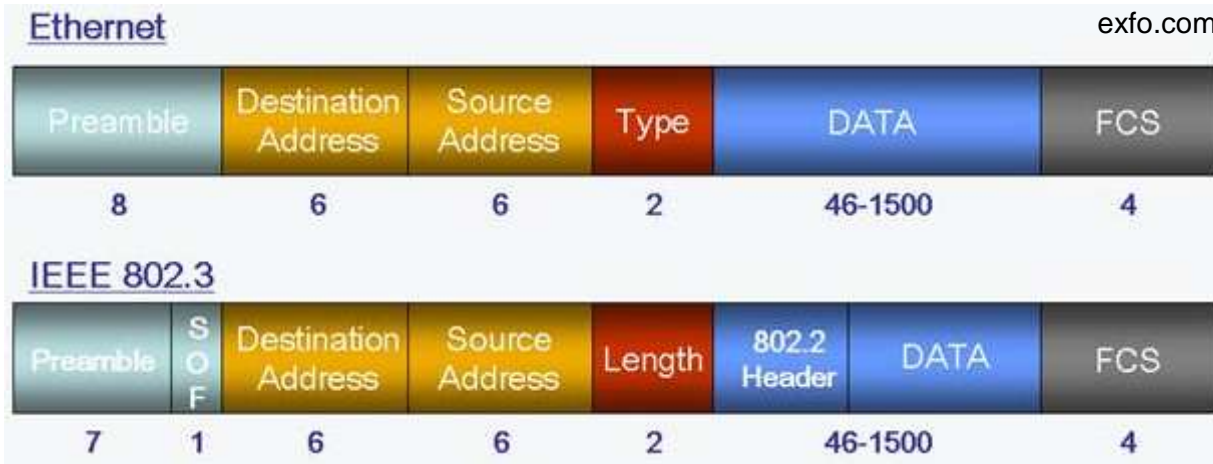 Ethernet
exfo.com
Preamble Destination Address Source Address Type DATA FCS
8 6 6 2 46-1500 4
IEEE 802.3
Preamble SOF Destination Address Source Address Length 802.2 Header DATA FCS
7 1 6 6 2 46-1500 4